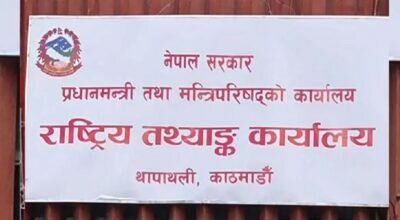 नेपाल सरकार
प्रधानमन्त्री तथा मन्त्रिपरिषद्को कार्यालय
राष्ट्रिय तथ्याङ्क कार्यालय
थापाथली, काठमाडौं